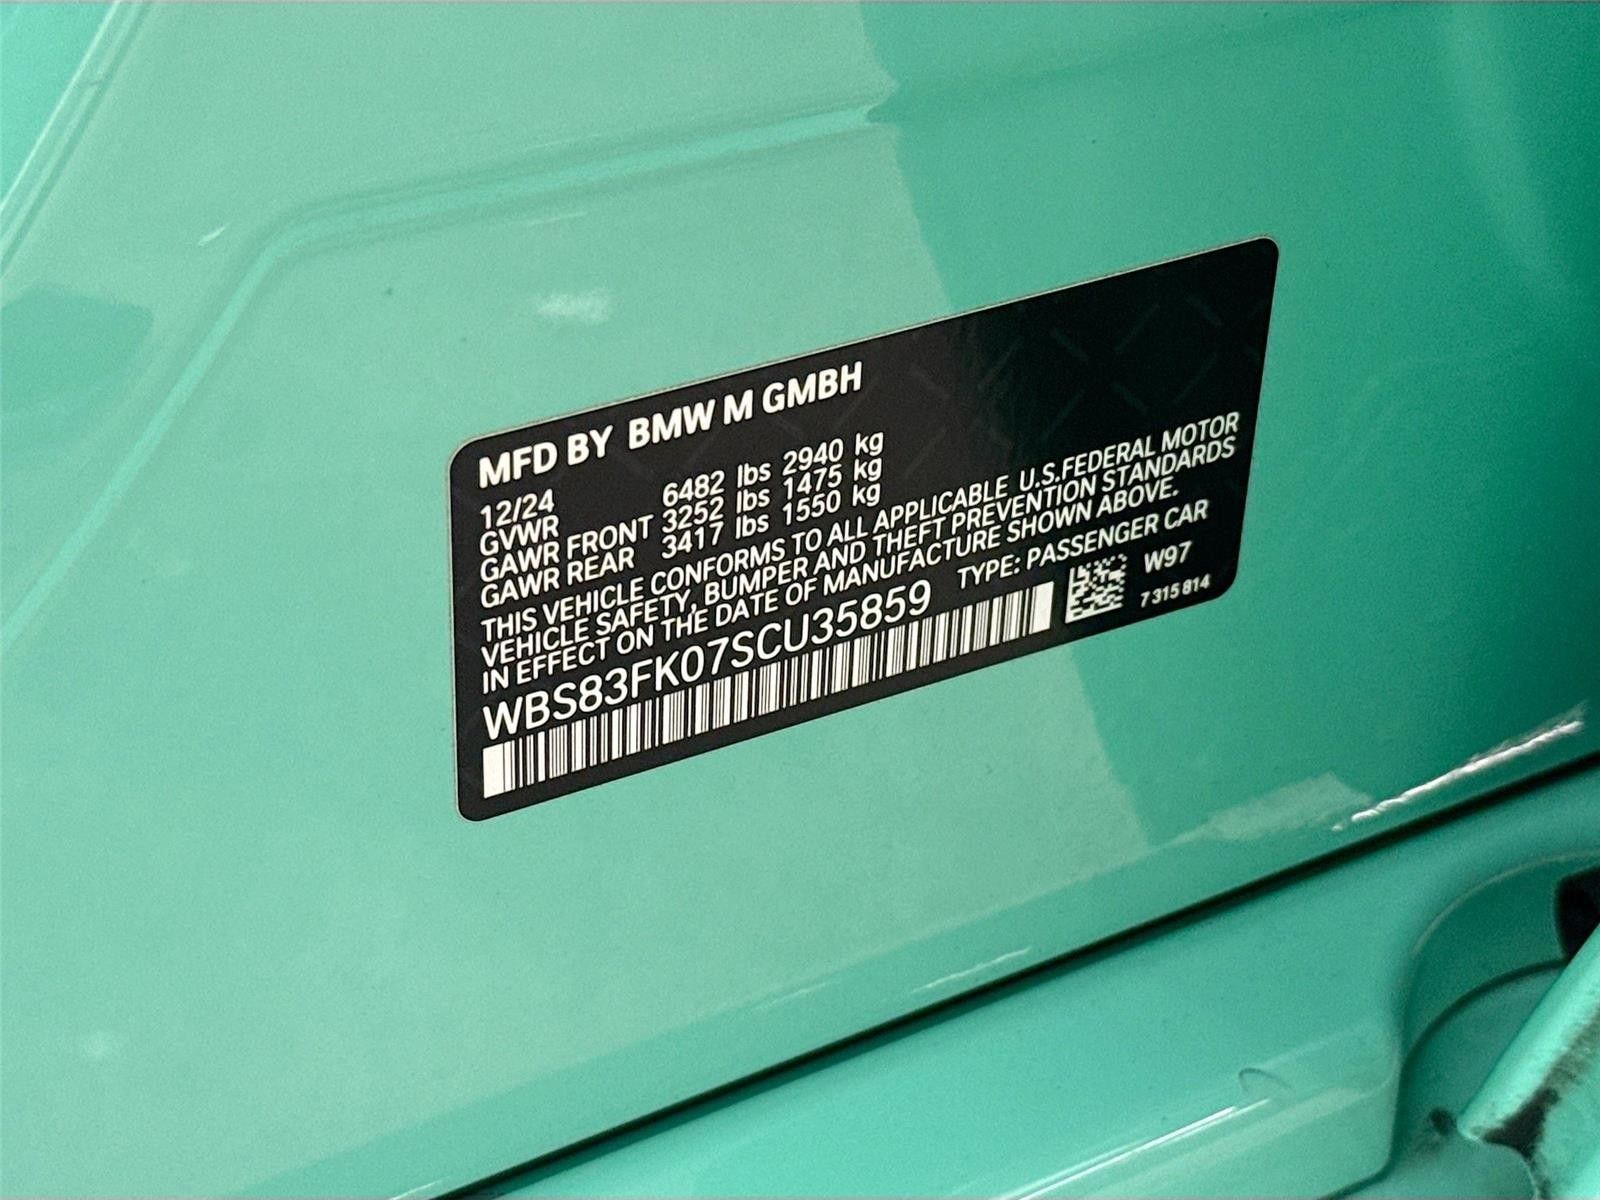 MFD BY BMW M GMBH
12/24
GVWR 6482 lbs 2940 kg
GAWR FRONT 3252 lbs 1475 kg
GAWR REAR 3417 lbs 1550 kg
THIS VEHICLE CONFORMS TO ALL APPLICABLE U.S.FEDERAL MOTOR
VEHICLE SAFETY, BUMPER AND THEFT PREVENTION STANDARDS
IN EFFECT ON THE DATE OF MANUFACTURE SHOWN ABOVE.
WBS83FK07SCU35859 TYPE: PASSENGER CAR
W97
7 315 814